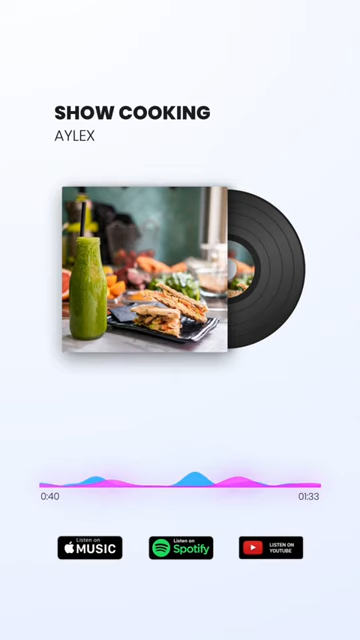 SHOW COOKING
AYLEX
0:40
01:33
Listen on
MUSIC
Listen on
Spotify
LISTEN ON
YOUTUBE